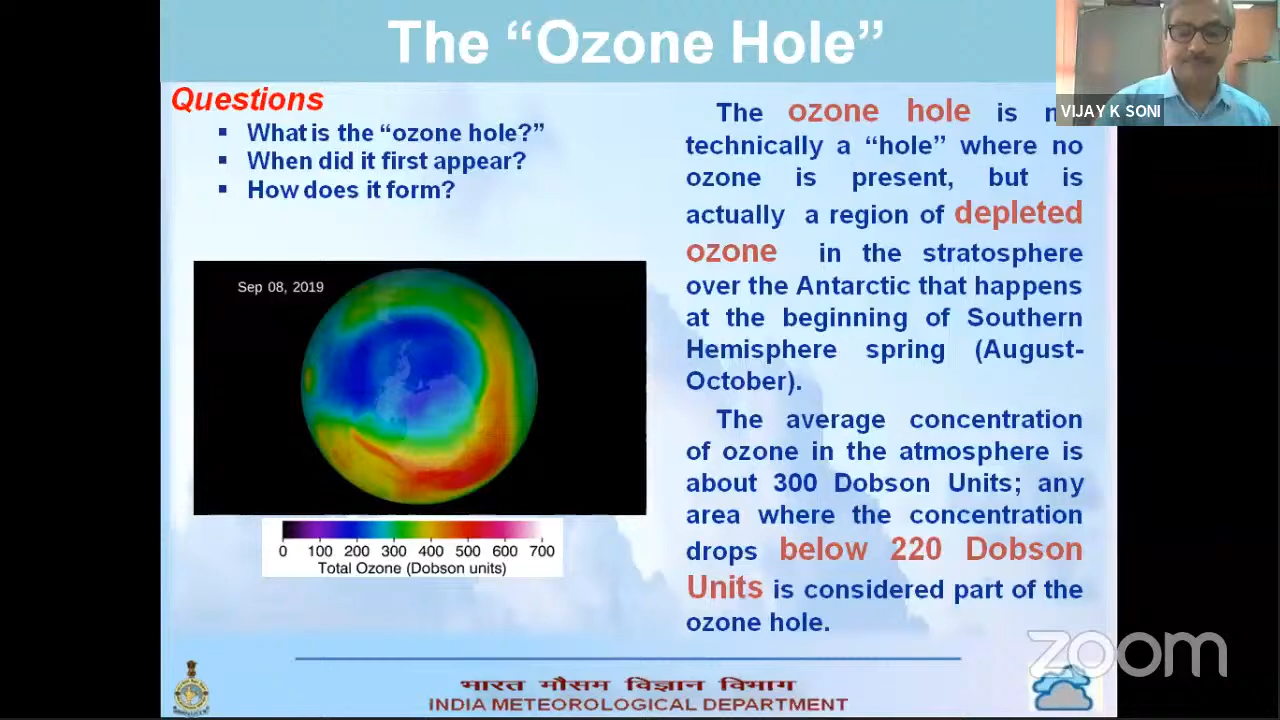 The “Ozone Hole”
VIJAY K SONI
Questions
What is the “ozone hole?”
When did it first appear?
How does it form?
Sep 08, 2019
0 100 200 300 400 500 600 700
Total Ozone (Dobson units)
The ozone hole is
technically a “hole” where no
ozone is present, but is
actually a region of depleted
ozone in the stratosphere
over the Antarctic that happens
at the beginning of Southern
Hemisphere spring (August-
October).
The average concentration
of ozone in the atmosphere is
about 300 Dobson Units; any
area where the concentration
drops below 220 Dobson
Units is considered part of the
ozone hole.
zoom
भारत मौसम विज्ञान विभाग
INDIA METEOROLOGICAL DEPARTMENT